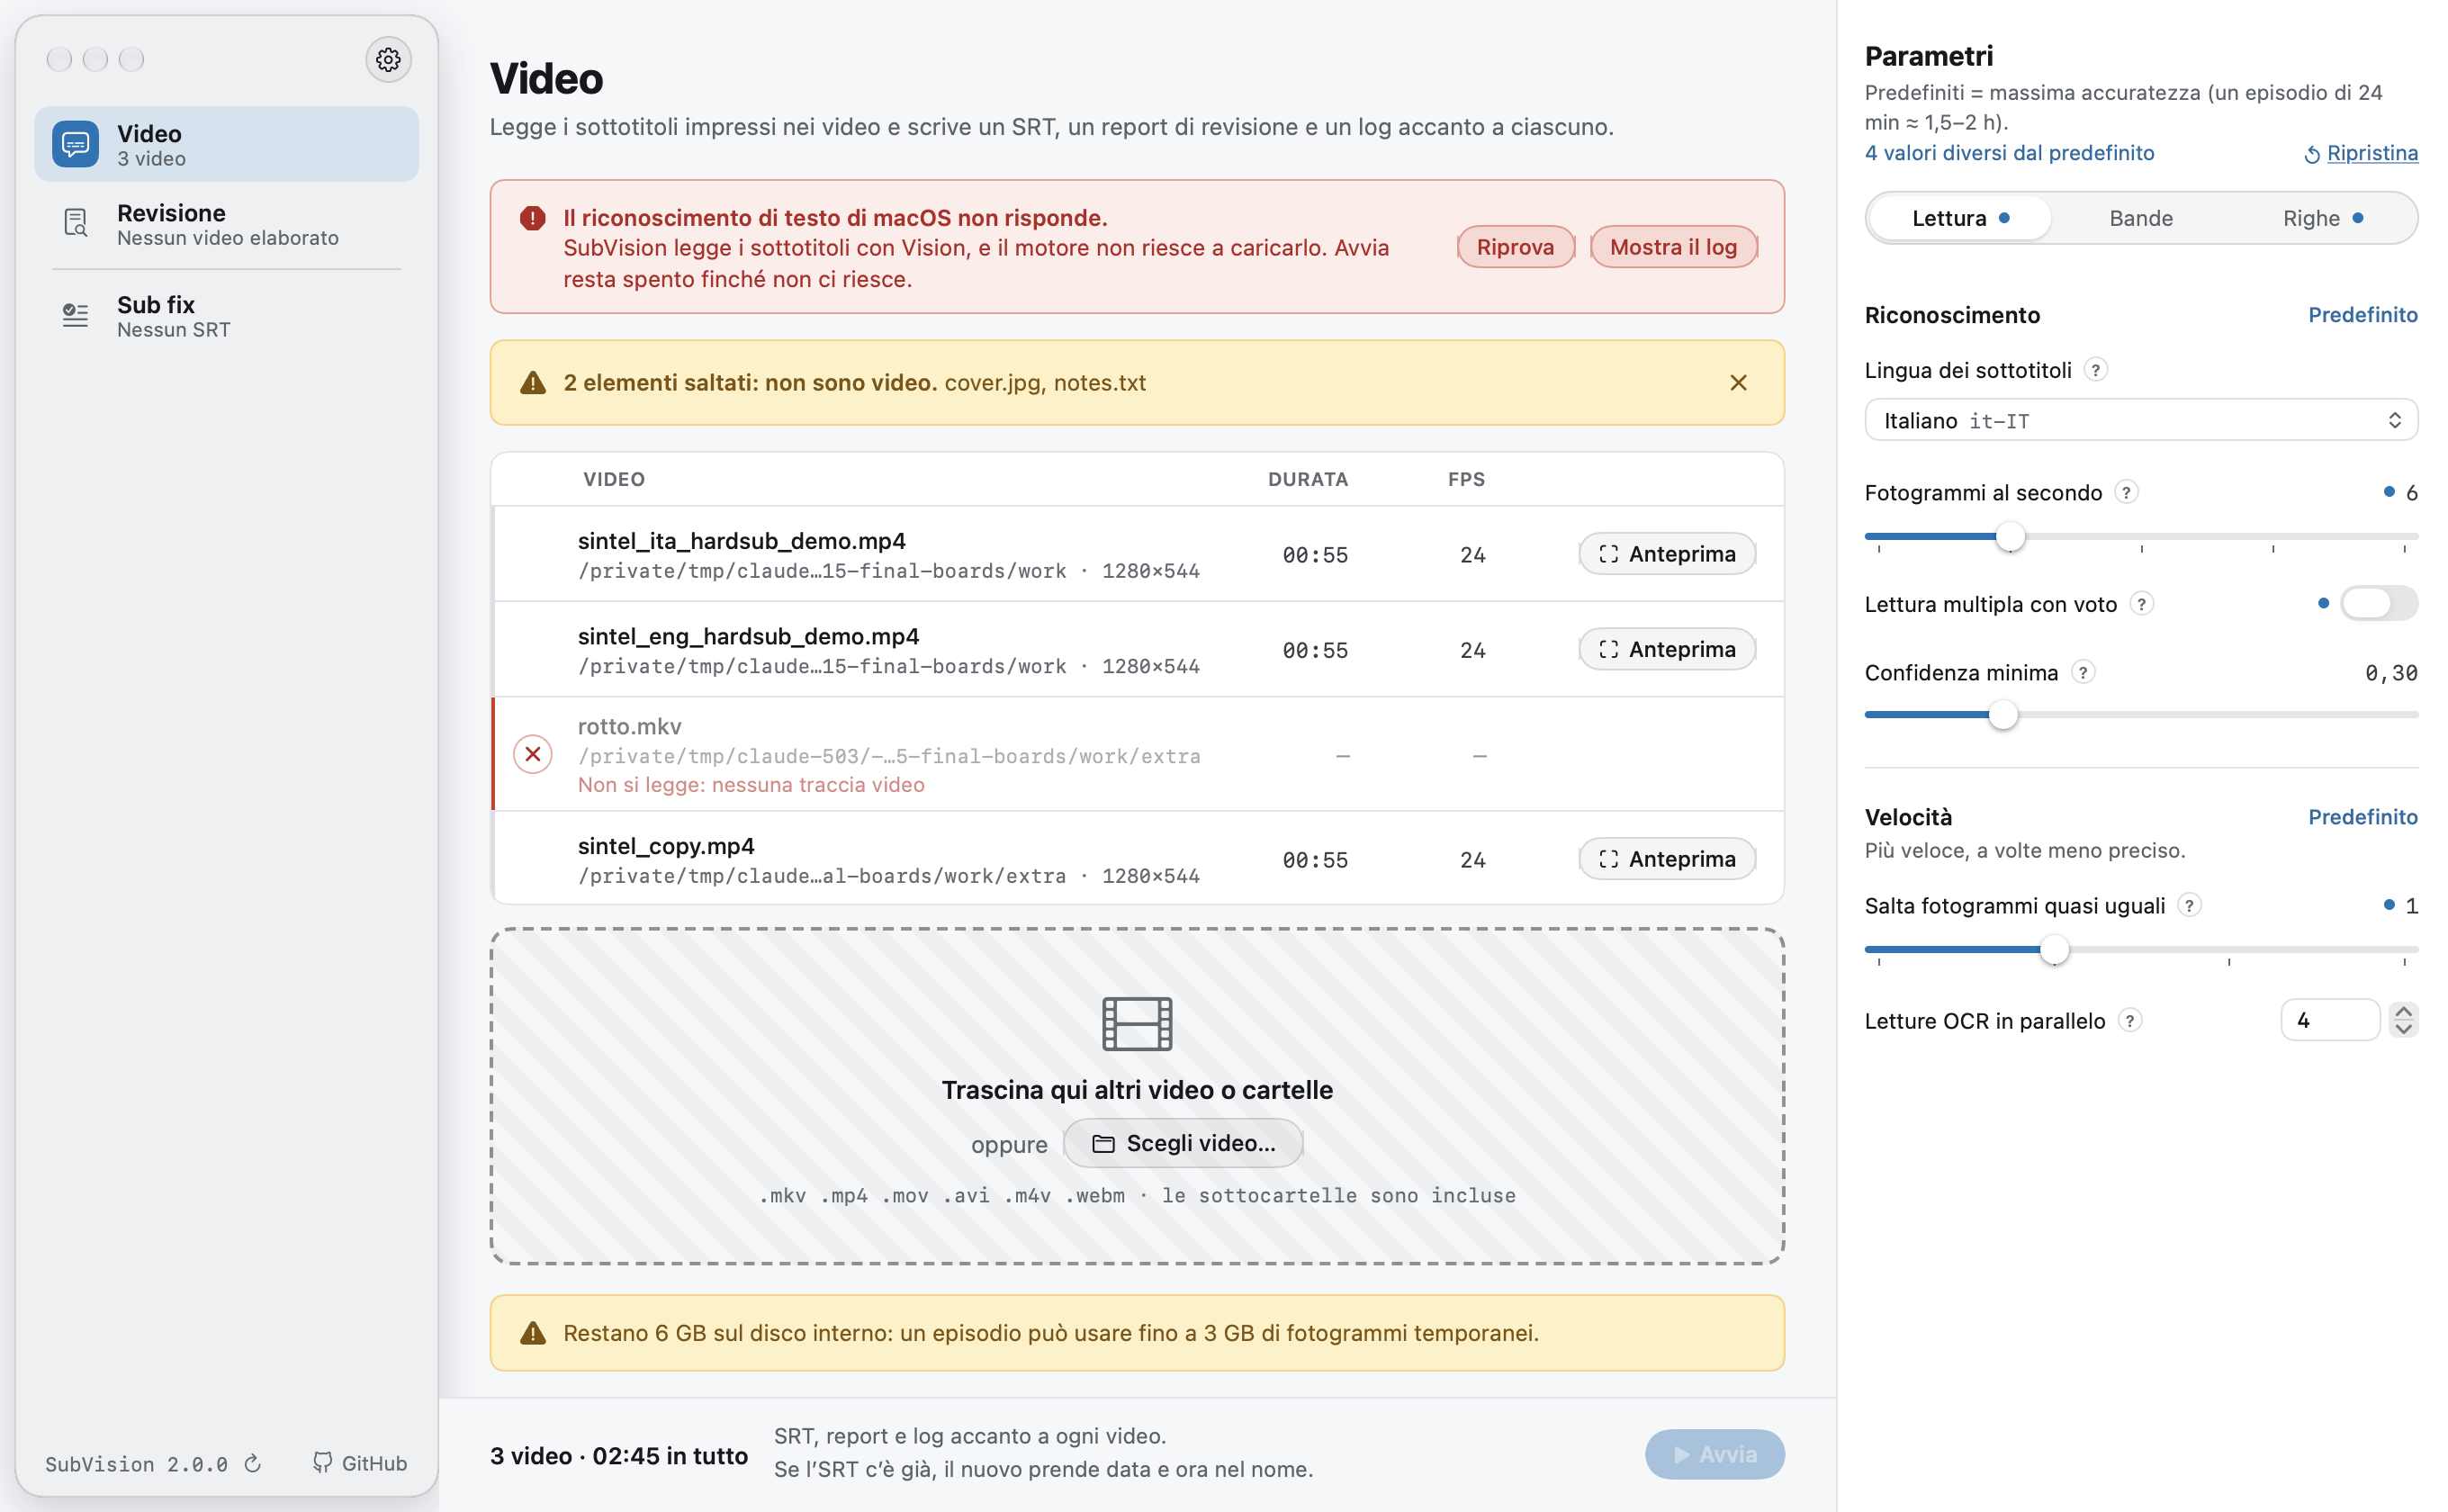 Video
3 video
Revisione
Nessun video elaborato
Sub fix
Nessun SRT
SubVision 2.0.0
GitHub
Video
Legge i sottotitoli impressi nei video e scrive un SRT, un report di revisione e un log accanto a ciascuno.
Il riconoscimento di testo di macOS non risponde.
SubVision legge i sottotitoli con Vision, e il motore non riesce a caricarlo. Avvia
resta spento finché non ci riesce.
Riprova
Mostra il log
2 elementi saltati: non sono video. cover.jpg, notes.txt
VIDEO DURATA FPS
sintel_ita_hardsub_demo.mp4
/private/tmp/claude…15-final-boards/work · 1280×544
00:55 24 Anteprima
sintel_eng_hardsub_demo.mp4
/private/tmp/claude…15-final-boards/work · 1280×544
00:55 24 Anteprima
rotto.mkv
/private/tmp/claude-503/-…5-final-boards/work/extra
– –
Non si legge: nessuna traccia video
sintel_copy.mp4
/private/tmp/claude…al-boards/work/extra · 1280×544
00:55 24 Anteprima
Trascina qui altri video o cartelle
oppure Scegli video…
.mkv .mp4 .mov .avi .m4v .webm · le sottocartelle sono incluse
Restano 6 GB sul disco interno: un episodio può usare fino a 3 GB di fotogrammi temporanei.
3 video · 02:45 in tutto
SRT, report e log accanto a ogni video.
Se l’SRT c’è già, il nuovo prende data e ora nel nome.
Avvia
Parametri
Predefiniti = massima accuratezza (un episodio di 24
min ≈ 1,5–2 h).
4 valori diversi dal predefinito
Ripristina
Lettura Bande Righe
Riconoscimento Predefinito
Lingua dei sottotitoli ?
Italiano it-IT
Fotogrammi al secondo ? 6
Lettura multipla con voto ?
Confidenza minima ? 0,30
Velocità Predefinito
Più veloce, a volte meno preciso.
Salta fotogrammi quasi uguali ? 1
Letture OCR in parallelo ? 4